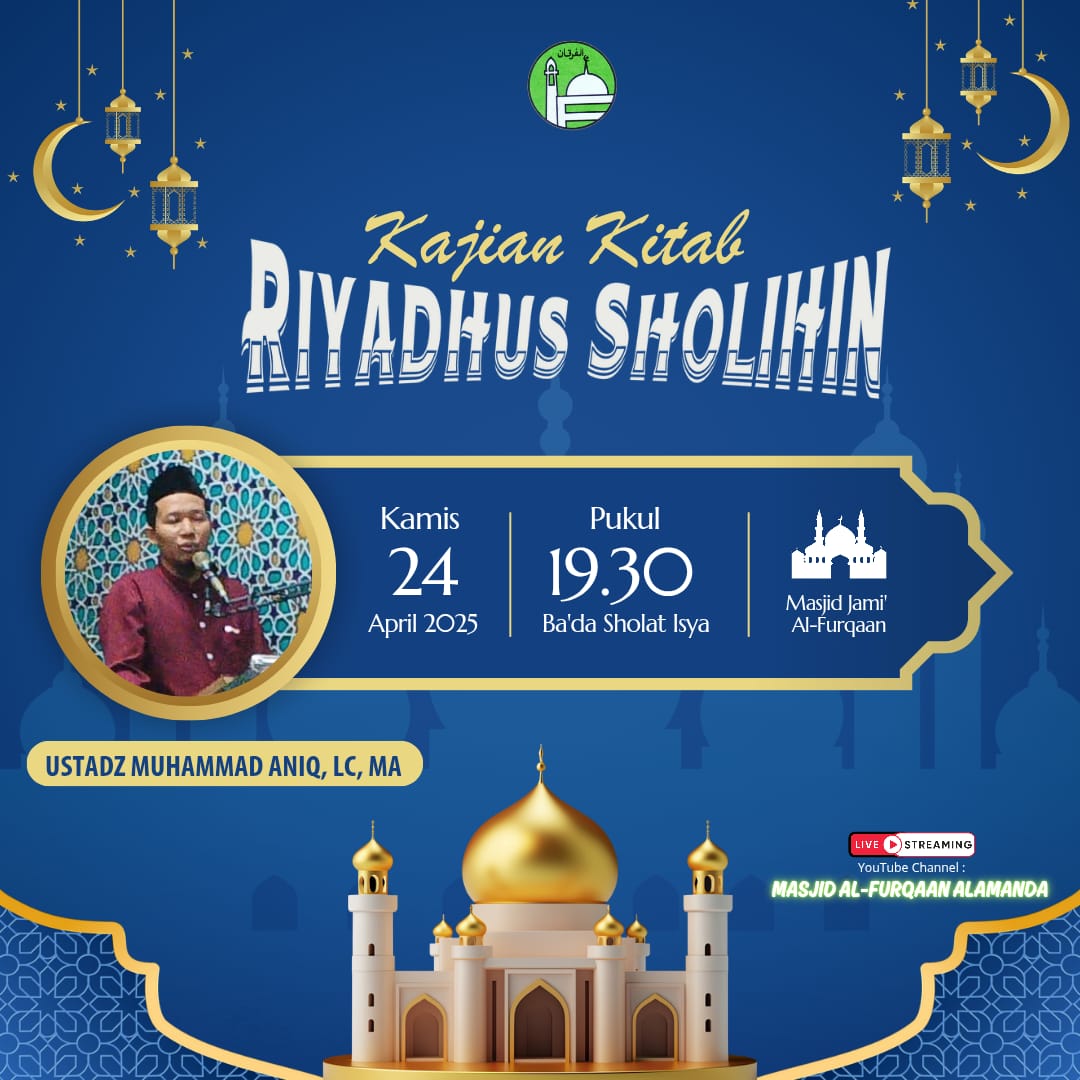 الفرقان
Kajian Kitab
RIYADHUS SHOLIHIN
Kamis
24
April 2025
Pukul
19.30
Ba'da Sholat Isya
Masjid Jami'
Al-Furqaan
USTADZ MUHAMMAD ANIQ, LC, MA
LIVE STREAMING
YouTube Channel :
MASJID AL-FURQAAN ALAMANDA